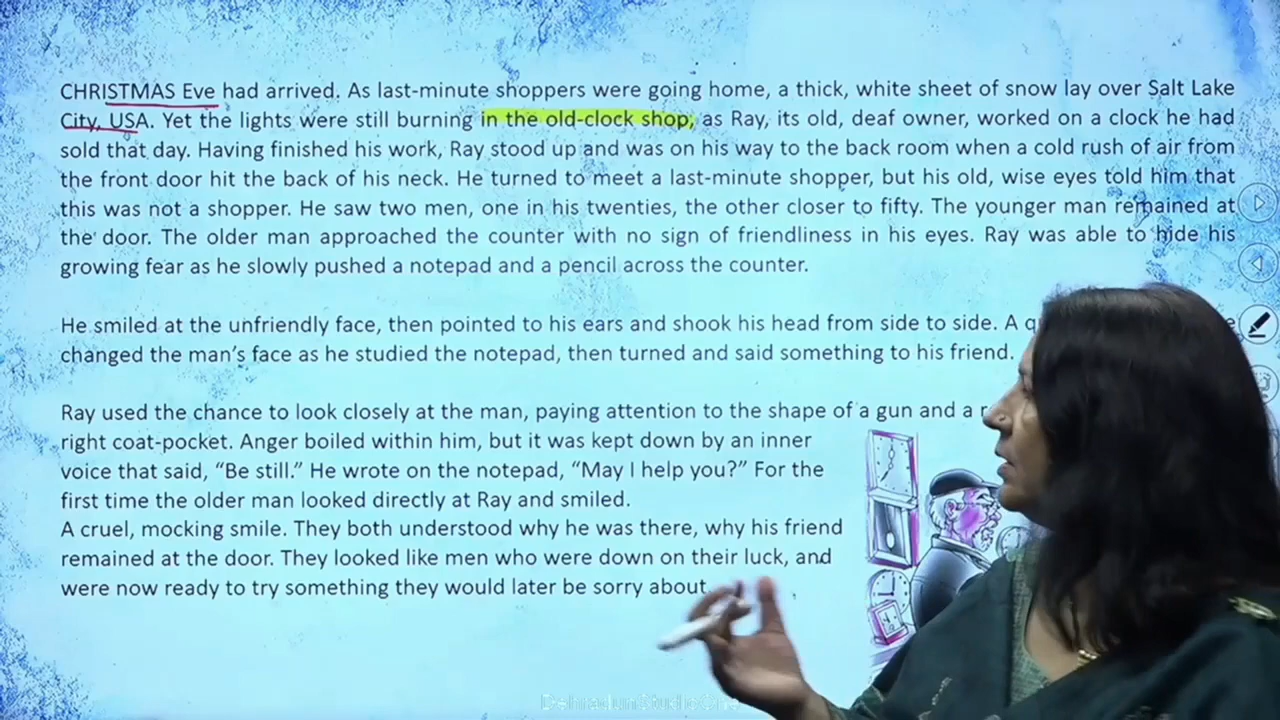 CHRISTMAS Eve had arrived. As last-minute shoppers were going home, a thick, white sheet of snow lay over Salt Lake
City, USA. Yet the lights were still burning in the old-clock shop, as Ray, its old, deaf owner, worked on a clock he had
sold that day. Having finished his work, Ray stood up and was on his way to the back room when a cold rush of air from
the front door hit the back of his neck. He turned to meet a last-minute shopper, but his old, wise eyes told him that
this was not a shopper. He saw two men, one in his twenties, the other closer to fifty. The younger man remained at
the door. The older man approached the counter with no sign of friendliness in his eyes. Ray was able to hide his
growing fear as he slowly pushed a notepad and a pencil across the counter.
He smiled at the unfriendly face, then pointed to his ears and shook his head from side to side. A
changed the man's face as he studied the notepad, then turned and said something to his friend.
Ray used the chance to look closely at the man, paying attention to the shape of a gun and a
right coat-pocket. Anger boiled within him, but it was kept down by an inner
voice that said, "Be still." He wrote on the notepad, "May I help you?" For the
first time the older man looked directly at Ray and smiled.
A cruel, mocking smile. They both understood why he was there, why his friend
remained at the door. They looked like men who were down on their luck, and
were now ready to try something they would later be sorry about.